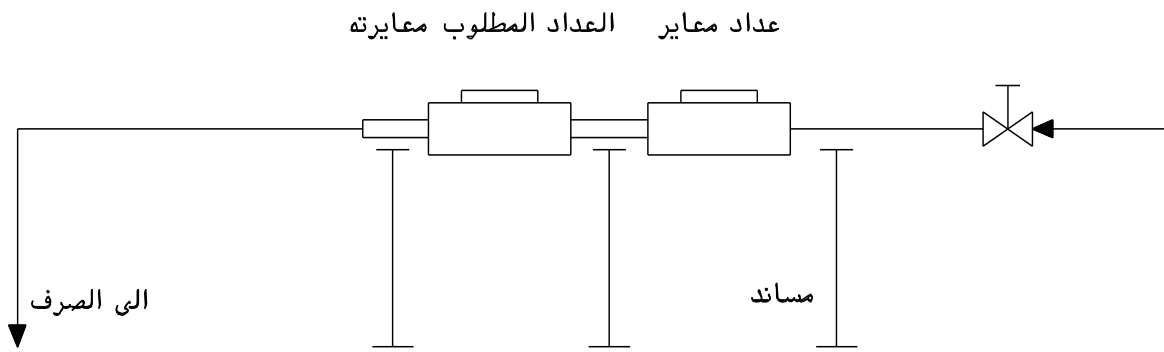 عداد معاير
العداد المطلوب معايرته
مساند
الى الصرف